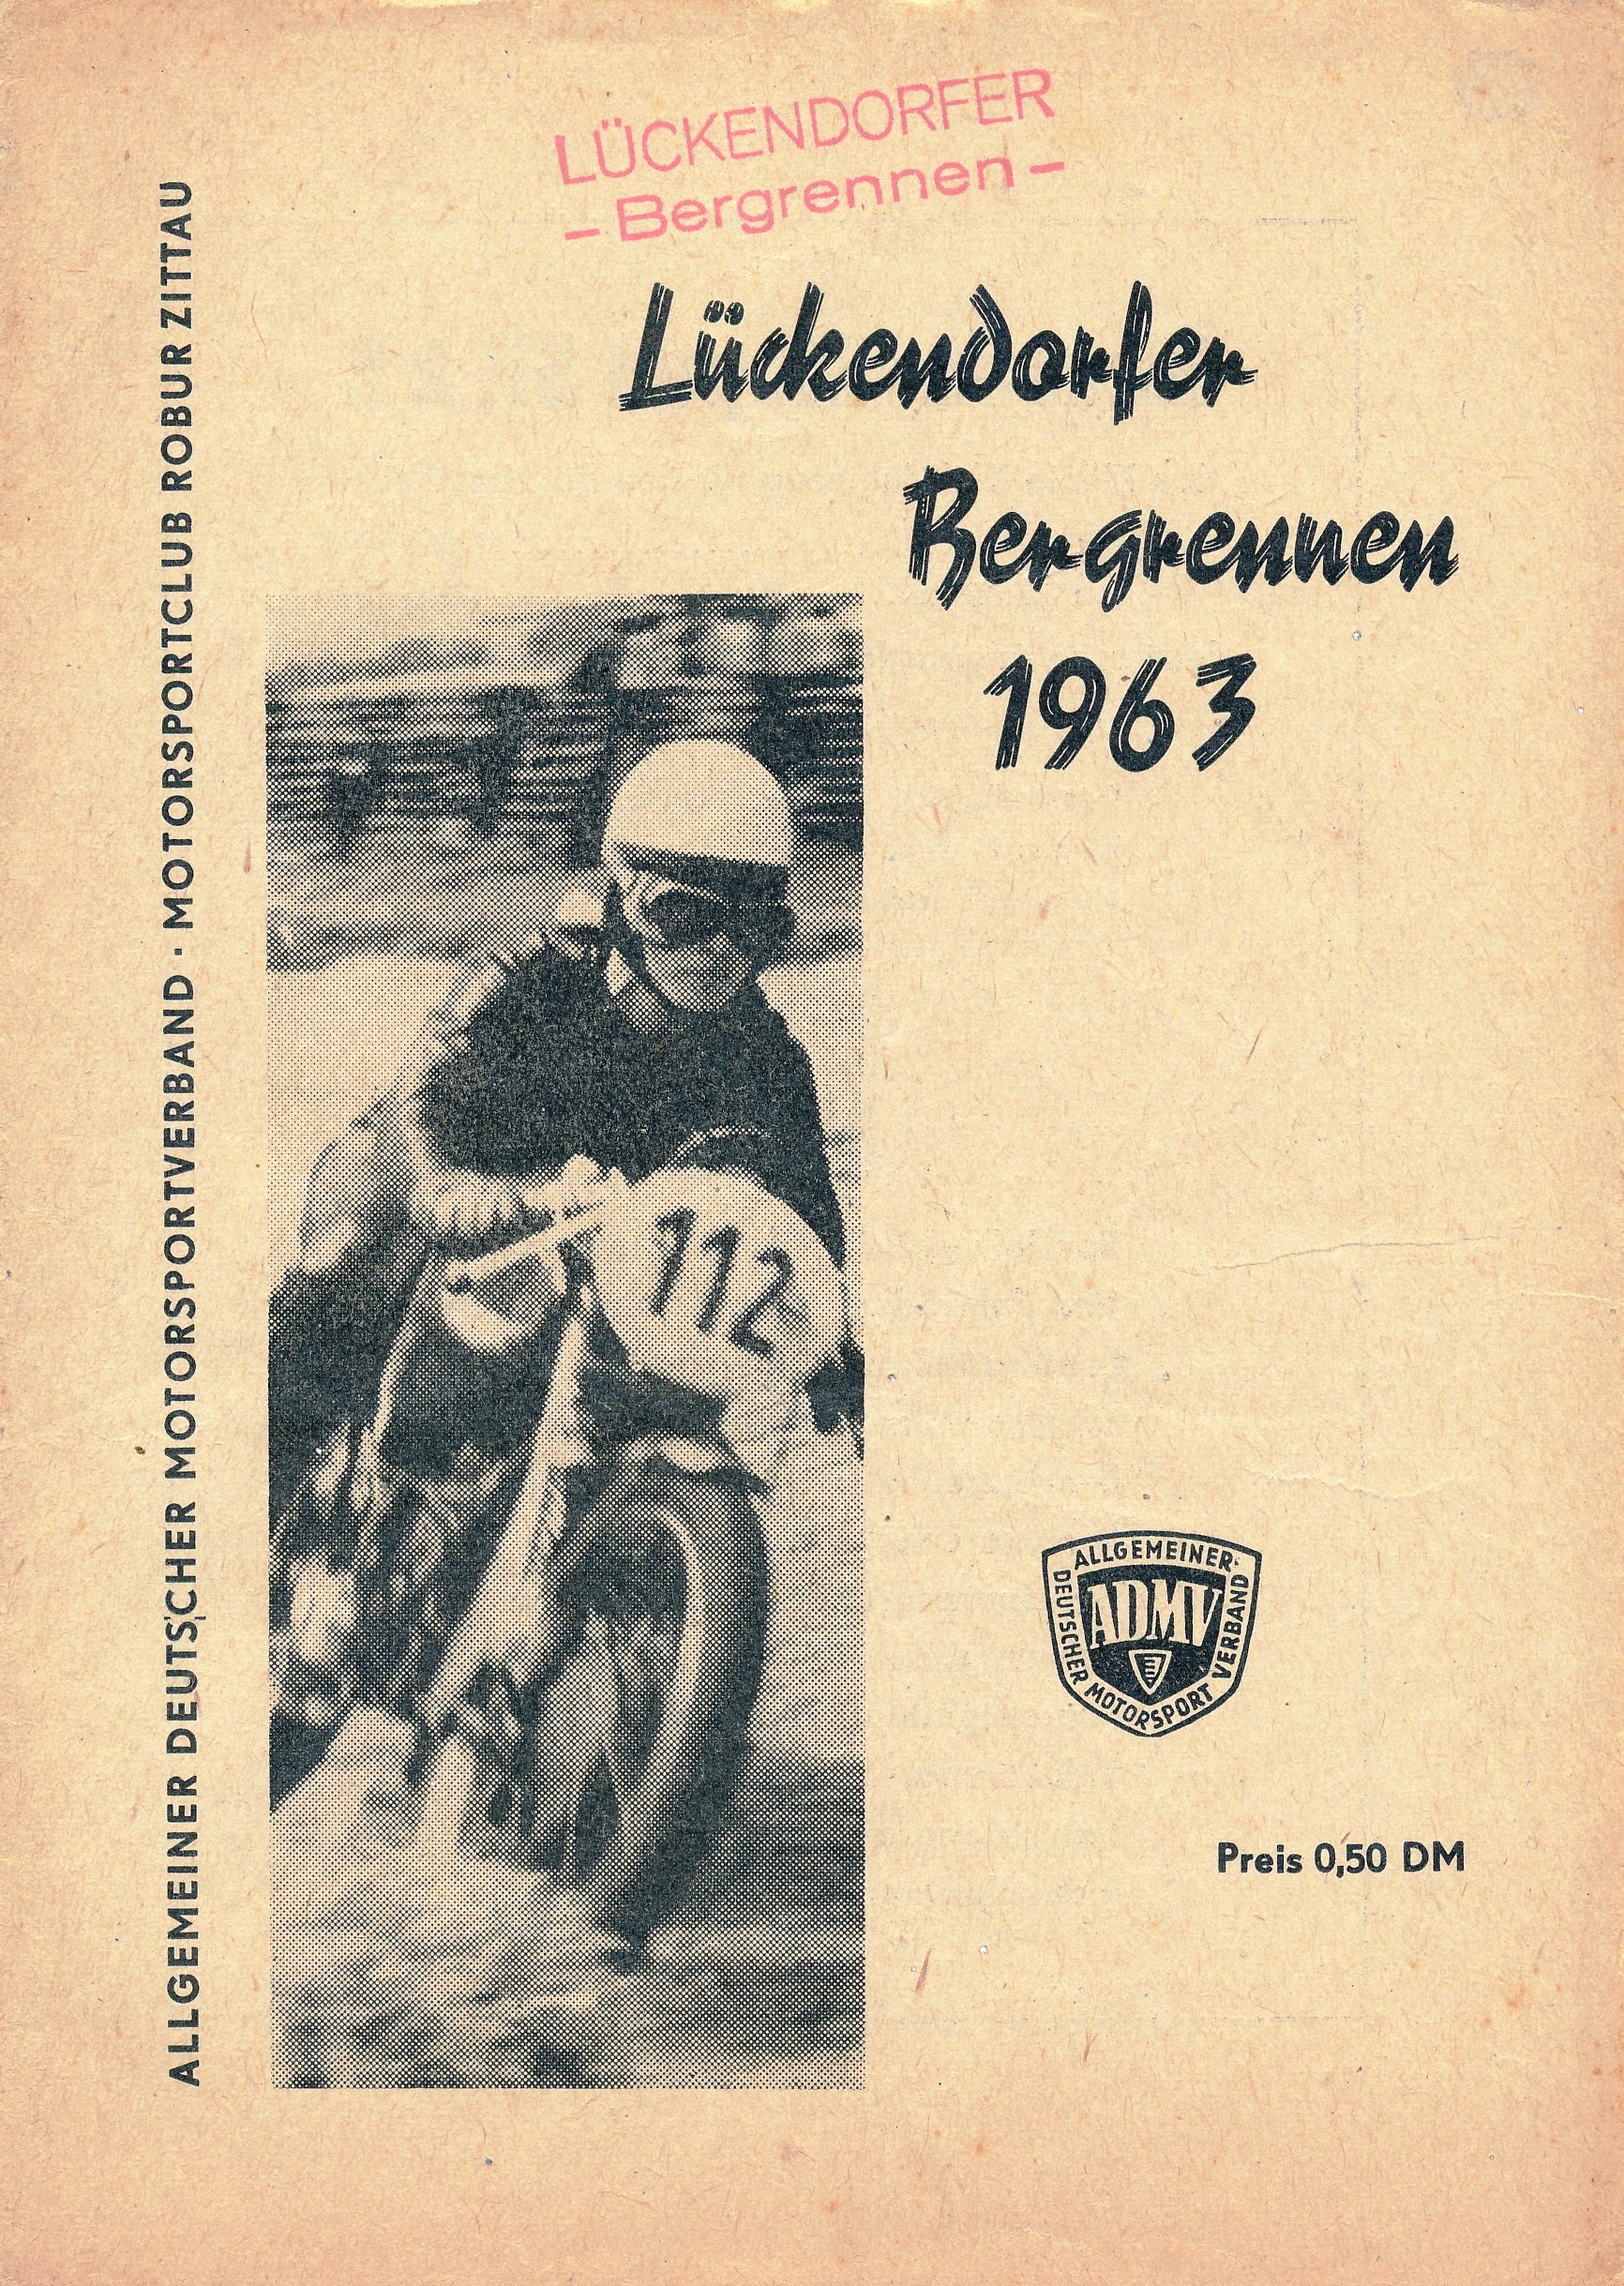 LÜCKENDORFER
- Bergrennen -
Lückendorfer
Bergrennen
1963
ALLGEMEINER DEUTSCHER MOTORSPORTVERBAND · MOTORSPORTCLUB ROBUR ZITTAU
112
ALLGEMEINER
DEUTSCHER MOTORSPORT VERBAND
ADMV
Preis 0,50 DM